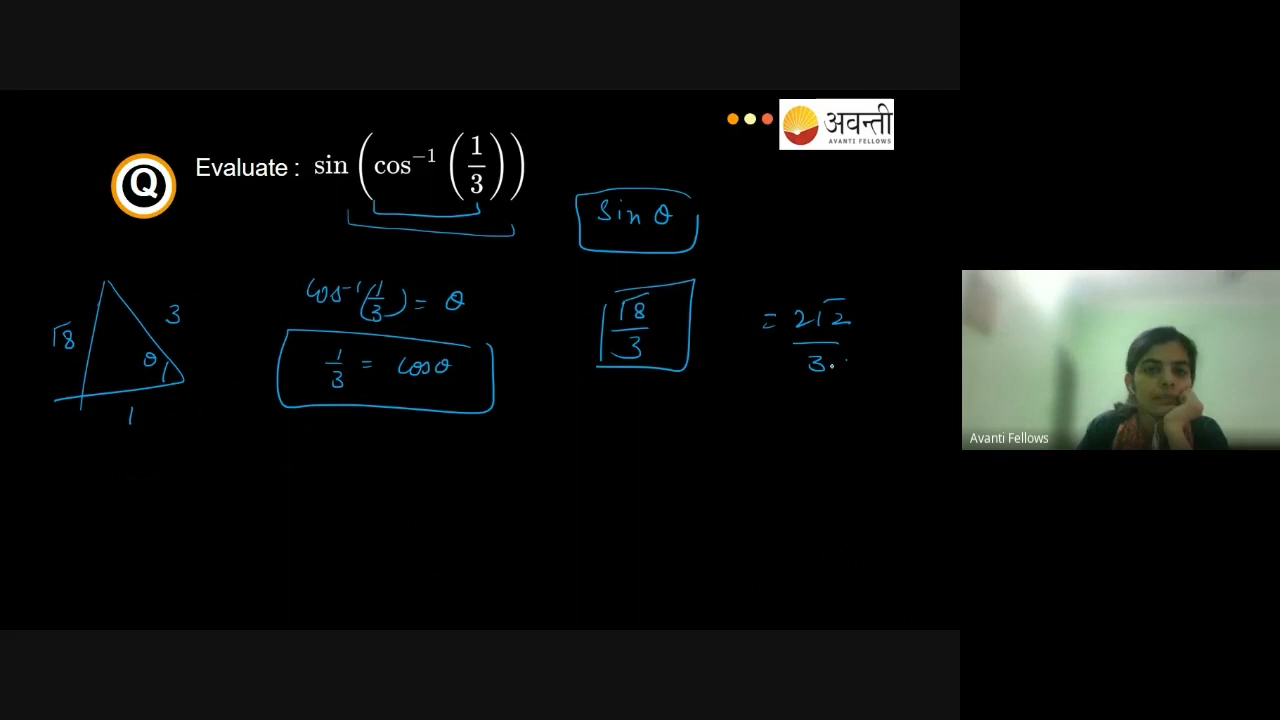 अवन्ती
AVANTI FELLOWS
Q
Evaluate : sin (cos⁻¹ (1/3))
sin θ
cos⁻¹(1/3) = θ
1/3 = cosθ
√8
3
θ
1
√8/3
= 2√2/3
Avanti Fellows